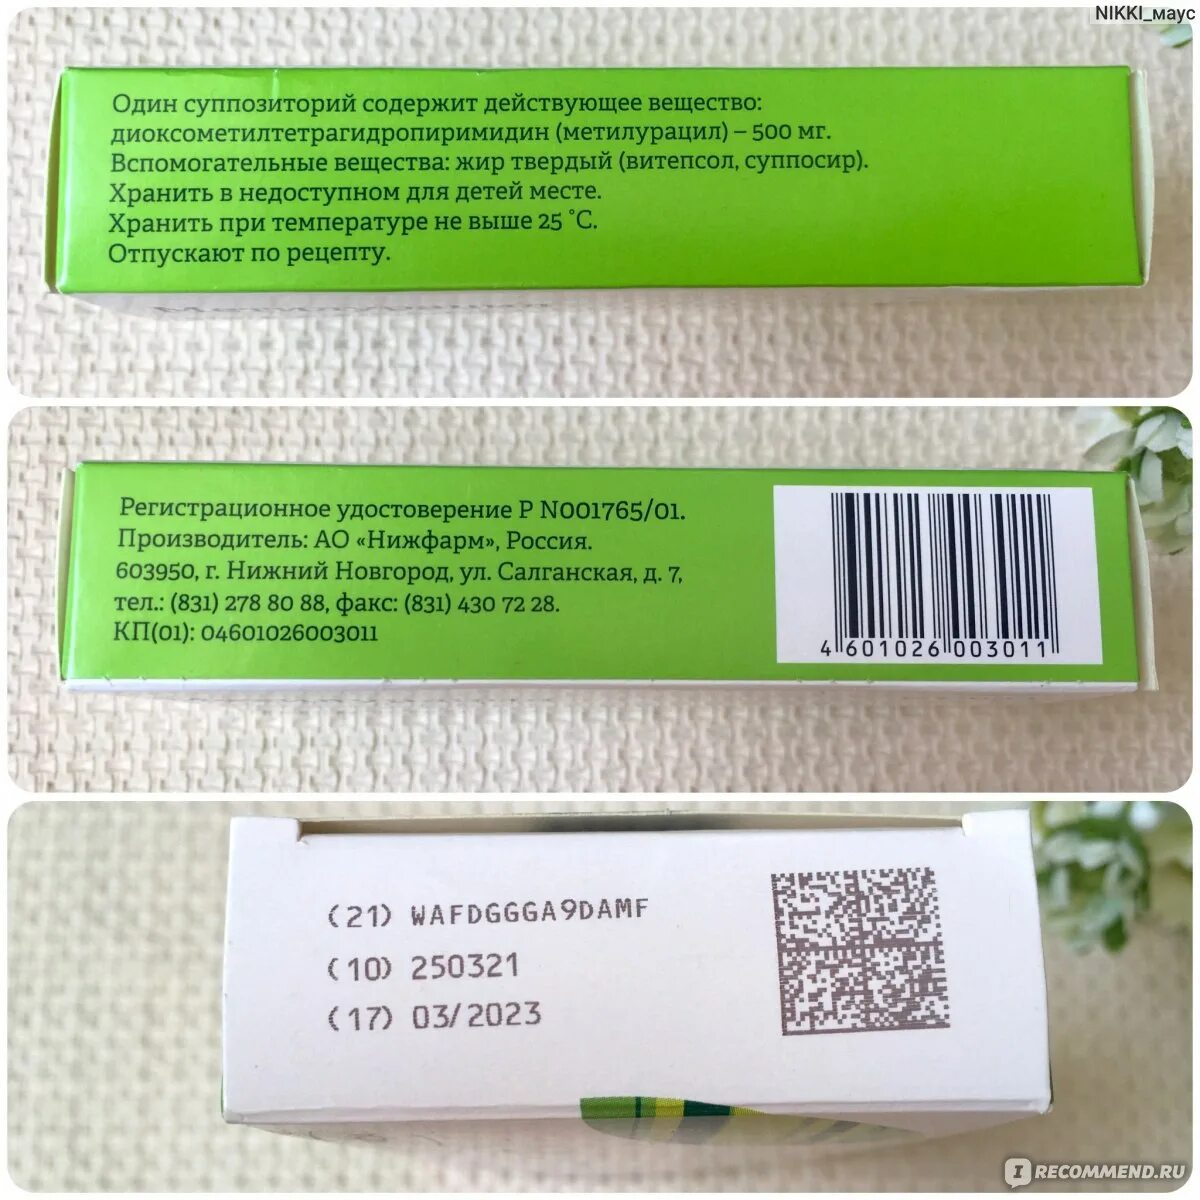 NIKKI_маус
Один суппозиторий содержит действующее вещество:
диоксометилтетрагидропиримидин (метилурацил) – 500 мг.
Вспомогательные вещества: жир твердый (витепсол, суппосир).
Хранить в недоступном для детей месте.
Хранить при температуре не выше 25 °С.
Отпускают по рецепту.
Регистрационное удостоверение Р N001765/01.
Производитель: АО «Нижфарм», Россия.
603950, г. Нижний Новгород, ул. Салганская, д. 7,
тел.: (831) 278 80 88, факс: (831) 430 72 28.
КП(01): 04601026003011
4 601026 003011
(21) WAFDGGGA9DAMF
(10) 250321
(17) 03/2023
IRECOMMEND.RU